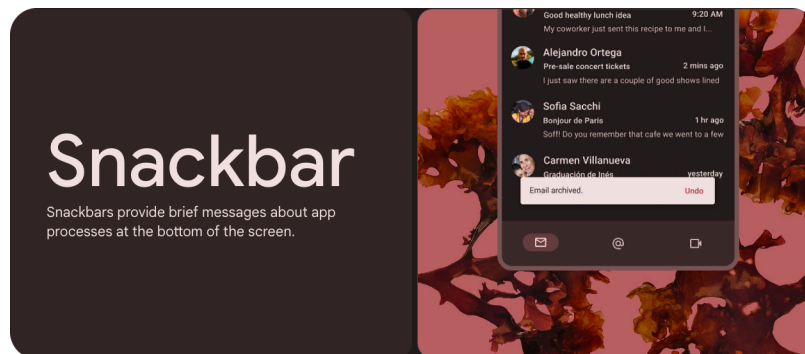 Snackbar
Snackbars provide brief messages about app
processes at the bottom of the screen.
Good healthy lunch idea 9:20 AM
My coworker just sent this recipe to me and I...
Alejandro Ortega
Pre-sale concert tickets 2 mins ago
I just saw there are a couple of good shows lined
Sofia Sacchi
Bonjour de Paris 1 hr ago
Soff! Do you remember that cafe we went to a few
Carmen Villanueva
Graduación de Inés yesterday
Email archived. Undo
@